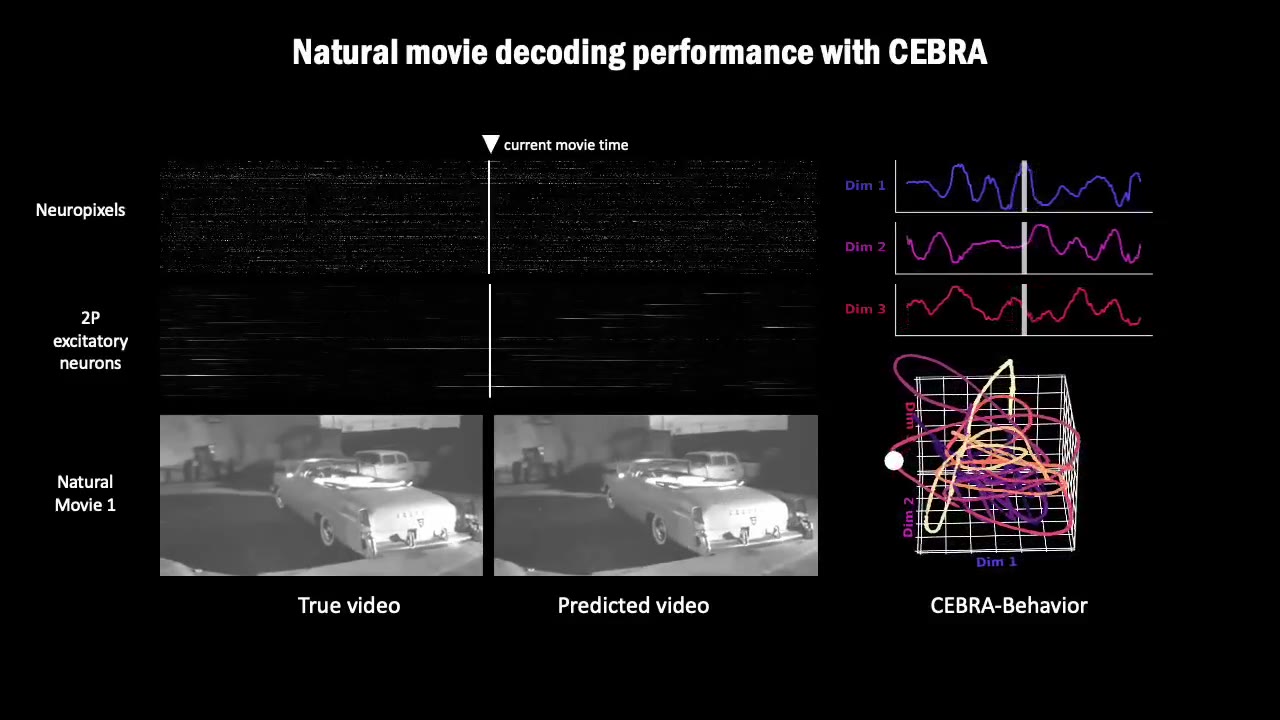 Natural movie decoding performance with CEBRA
current movie time
Neuropixels
2P
excitatory
neurons
Natural
Movie 1
True video
Predicted video
Dim 1
Dim 2
Dim 3
Dim
Dim 2
Dim 1
CEBRA-Behavior